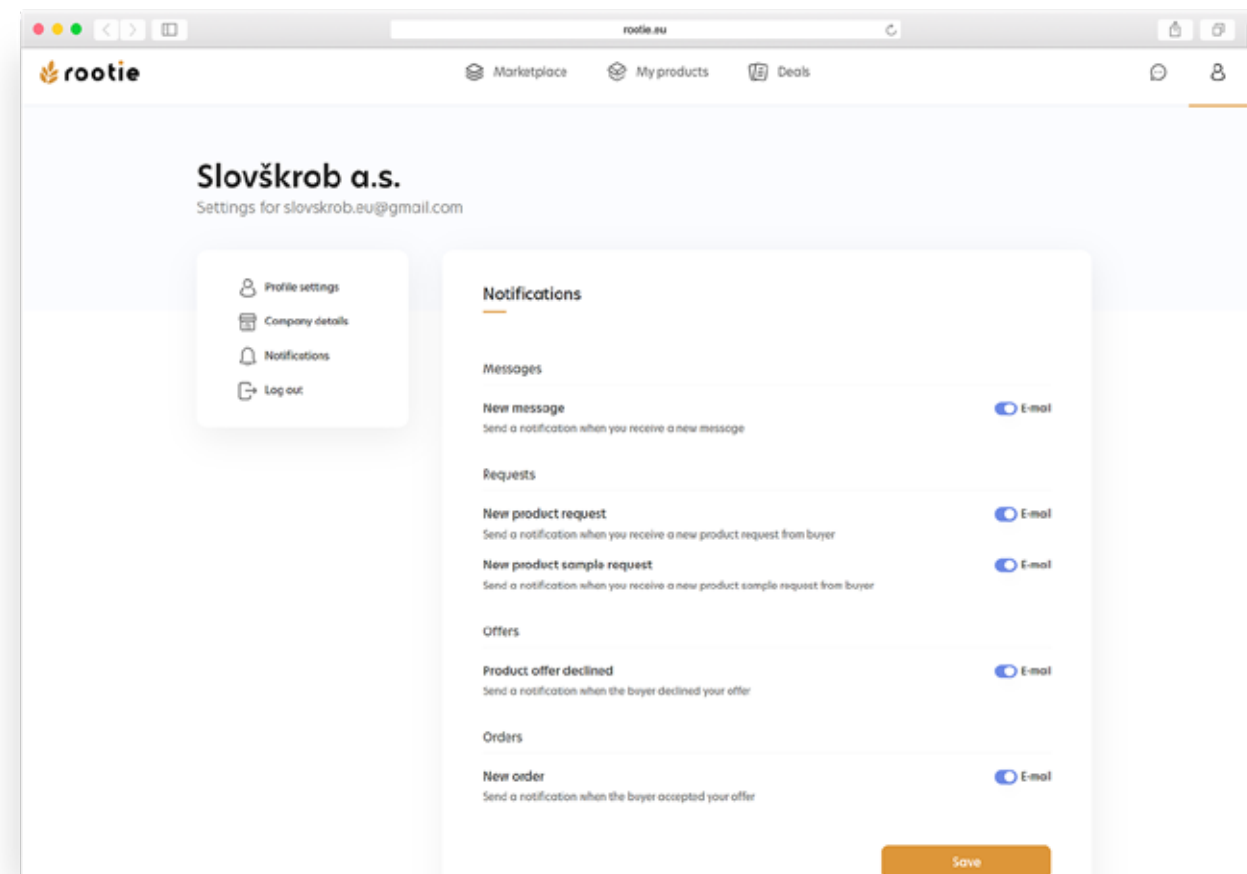 rootie.eu
rootie
Marketplace
My products
Deals
Slovškrob a.s.
Settings for slovskrob.eu@gmail.com
Profile settings
Company details
Notifications
Log out
Notifications
Messages
New message
E-mail
Send a notification when you receive a new message
Requests
New product request
E-mail
Send a notification when you receive a new product request from buyer
New product sample request
E-mail
Send a notification when you receive a new product sample request from buyer
Offers
Product offer declined
E-mail
Send a notification when the buyer declined your offer
Orders
New order
E-mail
Send a notification when the buyer accepted your offer
Save